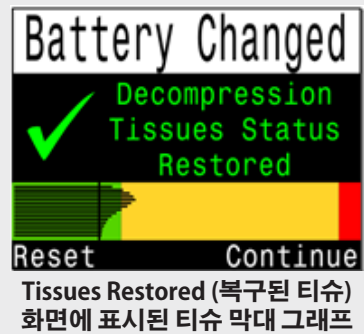 Battery Changed
Decompression
Tissues Status
Restored
Reset Continue
Tissues Restored (복구된 티슈)
화면에 표시된 티슈 막대 그래프